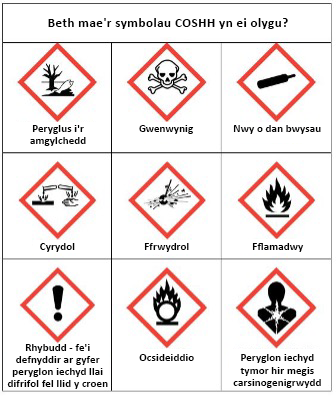 Beth mae'r symbolau COSHH yn ei olygu?
Peryglus i'r
amgylchedd
Gwenwynig
Nwy o dan bwysau
Cyrydol
Ffrwydrol
Fflamadwy
Rhybudd - fe'i
defnyddir ar gyfer
peryglon iechyd llai
difrifol fel llid y croen
Ocsideiddio
Peryglon iechyd
tymor hir megis
carsinogenigrwydd